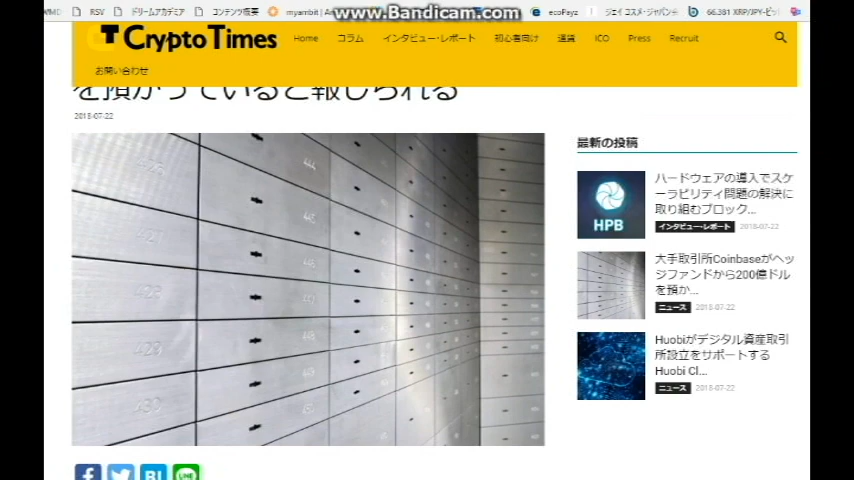 RSV ドリームアカデミア コンテンツ概要 myambit | A
www.Bandicam.com
ecoPayz ジェイ コスメ・ジャパンチ 66.381 XRP/JPY-ビッ
CryptoTimes Home コラム インタビュー・レポート 初心者向け 通貨 ICO Press Recruit
お問い合わせ
を預かっていると報じられる
2018-07-22
最新の投稿
ハードウェアの導入でスケ
ーラビリティ問題の解決に
取り組むブロック...
インタビュー・レポート 2018-07-22
HPB
大手取引所Coinbaseがヘッ
ジファンドから200億ドル
を預か...
ニュース 2018-07-22
Huobiがデジタル資産取引
所設立をサポートする
Huobi Cl...
ニュース 2018-07-22